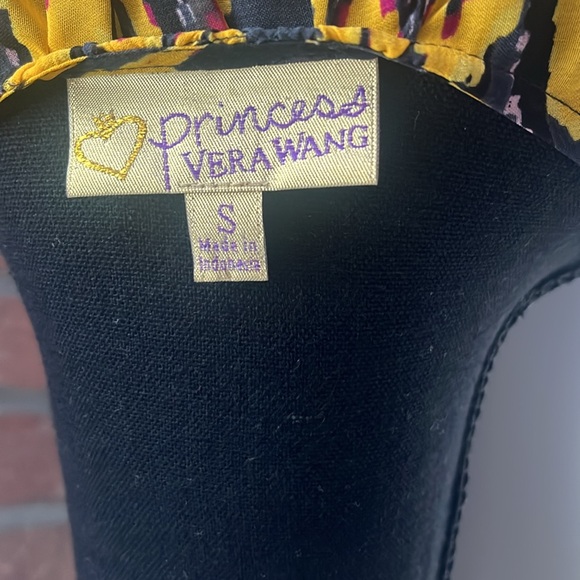 princess
VERA WANG
S
Made in
Indonesia